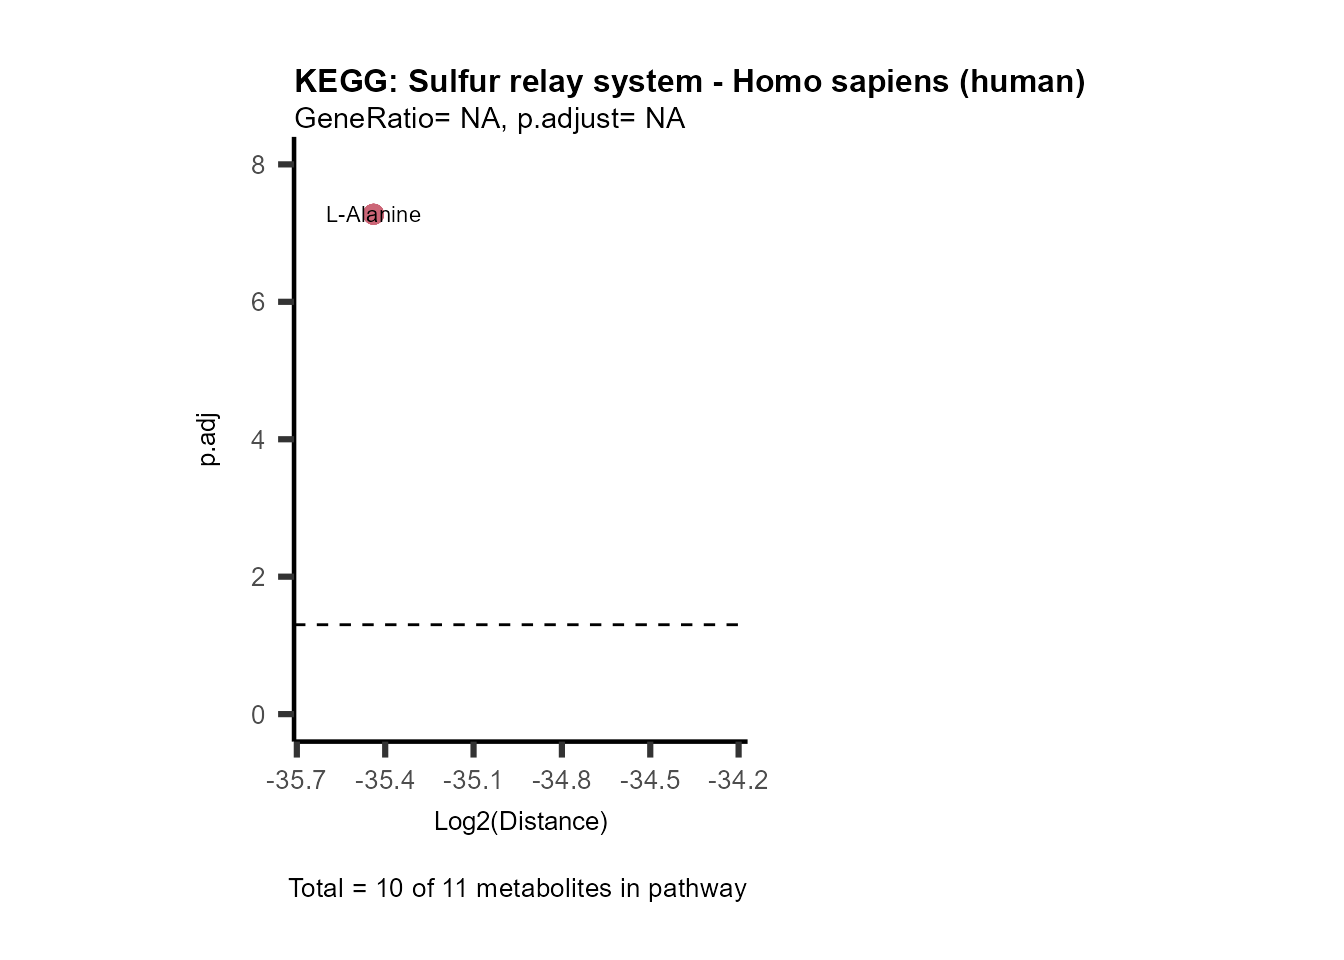 KEGG: Sulfur relay system - Homo sapiens (human)
GeneRatio= NA, p.adjust= NA
8
L-Alanine
6
p.adj
4
2
0
-35.7 -35.4 -35.1 -34.8 -34.5 -34.2
Log2(Distance)
Total = 10 of 11 metabolites in pathway